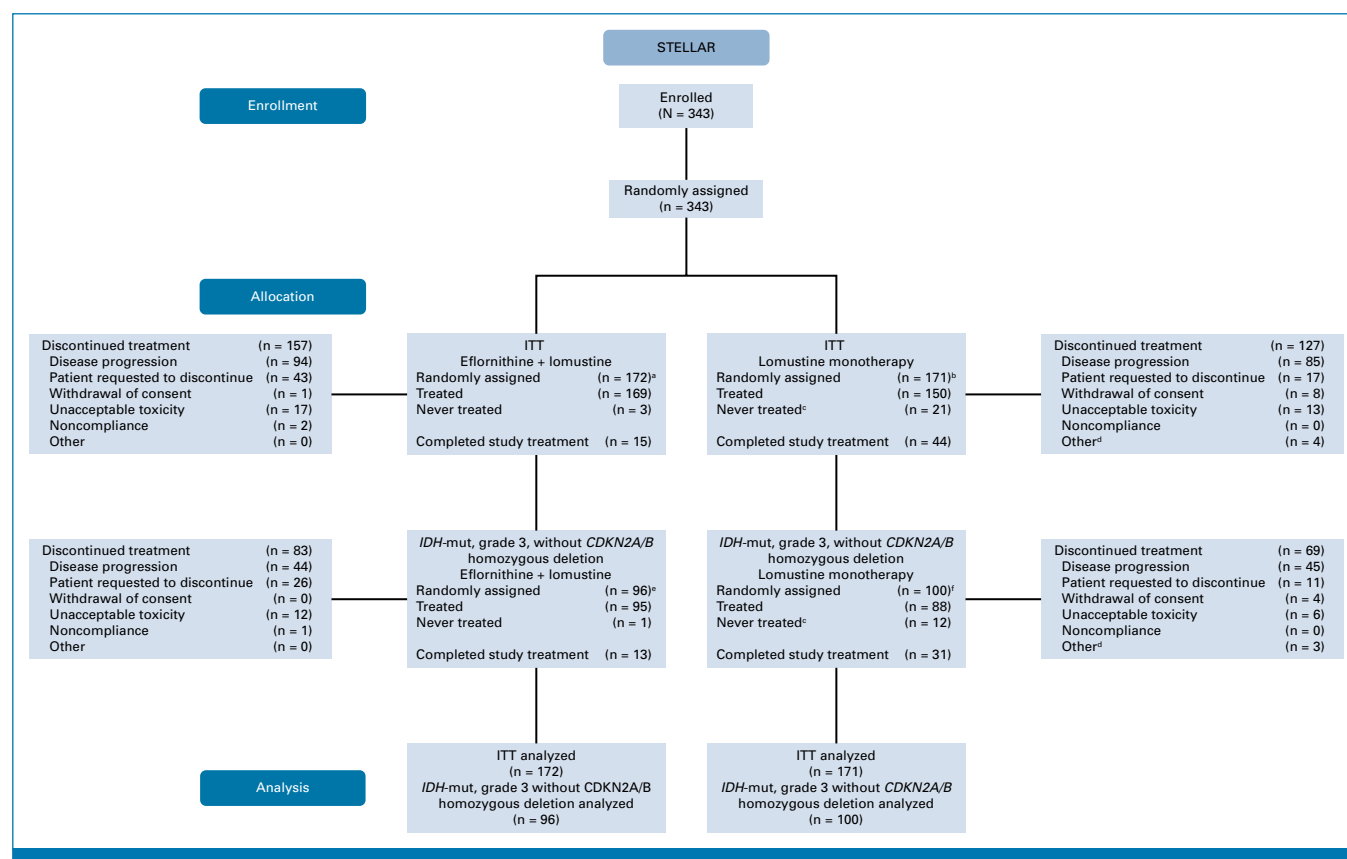 STELLAR
Enrollment
Enrolled
(N = 343)
Randomly assigned
(n = 343)
Allocation
Discontinued treatment (n = 157)
Disease progression (n = 94)
Patient requested to discontinue (n = 43)
Withdrawal of consent (n = 1)
Unacceptable toxicity (n = 17)
Noncompliance (n = 2)
Other (n = 0)
ITT
Eflornithine + lomustine
Randomly assigned (n = 172)ᵃ
Treated (n = 169)
Never treated (n = 3)
Completed study treatment (n = 15)
ITT
Lomustine monotherapy
Randomly assigned (n = 171)ᵇ
Treated (n = 150)
Never treatedᶜ (n = 21)
Completed study treatment (n = 44)
Discontinued treatment (n = 127)
Disease progression (n = 85)
Patient requested to discontinue (n = 17)
Withdrawal of consent (n = 8)
Unacceptable toxicity (n = 13)
Noncompliance (n = 0)
Otherᵈ (n = 4)
Discontinued treatment (n = 83)
Disease progression (n = 44)
Patient requested to discontinue (n = 26)
Withdrawal of consent (n = 0)
Unacceptable toxicity (n = 12)
Noncompliance (n = 1)
Other (n = 0)
IDH-mut, grade 3, without CDKN2A/B
homozygous deletion
Eflornithine + lomustine
Randomly assigned (n = 96)ᵉ
Treated (n = 95)
Never treated (n = 1)
Completed study treatment (n = 13)
IDH-mut, grade 3, without CDKN2A/B
homozygous deletion
Lomustine monotherapy
Randomly assigned (n = 100)ᶠ
Treated (n = 88)
Never treatedᶜ (n = 12)
Completed study treatment (n = 31)
Discontinued treatment (n = 69)
Disease progression (n = 45)
Patient requested to discontinue (n = 11)
Withdrawal of consent (n = 4)
Unacceptable toxicity (n = 6)
Noncompliance (n = 0)
Otherᵈ (n = 3)
Analysis
ITT analyzed
(n = 172)
IDH-mut, grade 3 without CDKN2A/B
homozygous deletion analyzed
(n = 96)
ITT analyzed
(n = 171)
IDH-mut, grade 3 without CDKN2A/B
homozygous deletion analyzed
(n = 100)